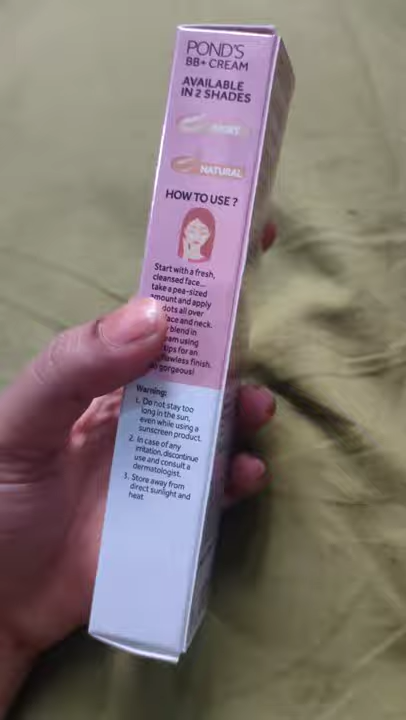 POND'S
BB+ CREAM
AVAILABLE
IN 2 SHADES
NATURAL
HOW TO USE ?
Start with a fresh,
cleansed face...
take a pea-sized
amount and apply
dots all over
face and neck.
blend in
using
for an
flawless finish.
gorgeous!
Warning:
1. Do not stay too
long in the sun,
even while using a
sunscreen product.
2. In case of any
irritation, discontinue
use and consult a
dermatologist.
3. Store away from
direct sunlight and
heat